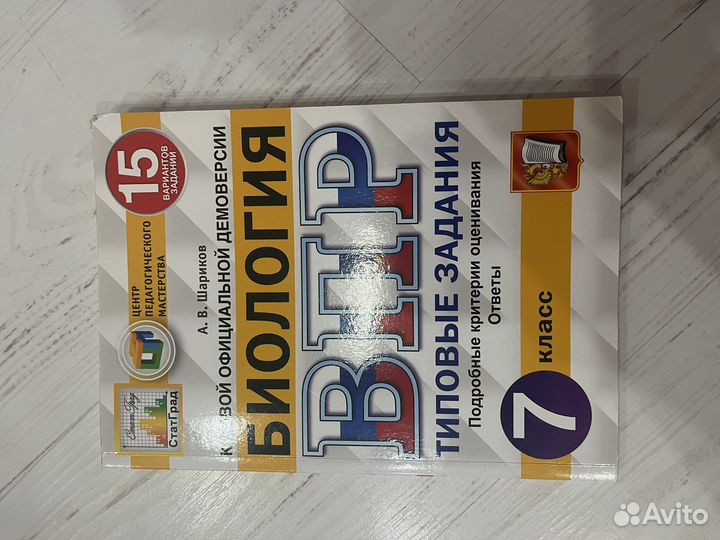 СтатГрад
ЦЕНТР
ПЕДАГОГИЧЕСКОГО
МАСТЕРСТВА
15
ВАРИАНТОВ
ЗАДАНИЙ
А. В. Шариков
К НОВОЙ ОФИЦИАЛЬНОЙ ДЕМОВЕРСИИ
БИОЛОГИЯ
ВПР
ТИПОВЫЕ ЗАДАНИЯ
Подробные критерии оценивания
Ответы
7 класс
Avito